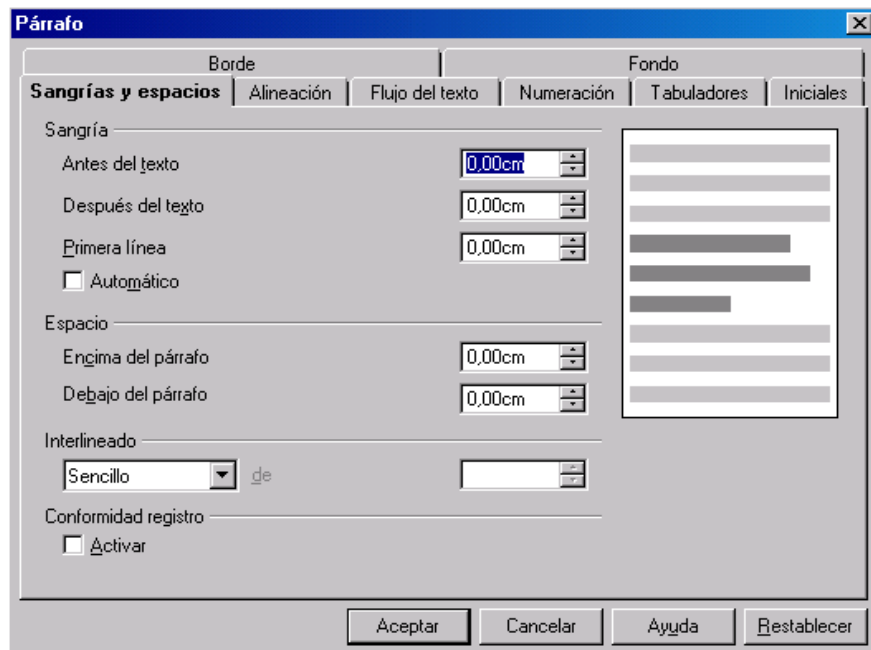 Párrafo
Borde Fondo
Sangrías y espacios Alineación Flujo del texto Numeración Tabuladores Iniciales
Sangría
Antes del texto 0,00cm
Después del texto 0,00cm
Primera línea 0,00cm
Automático
Espacio
Encima del párrafo 0,00cm
Debajo del párrafo 0,00cm
Interlineado
Sencillo de
Conformidad registro
Activar
Aceptar Cancelar Ayuda Restablecer